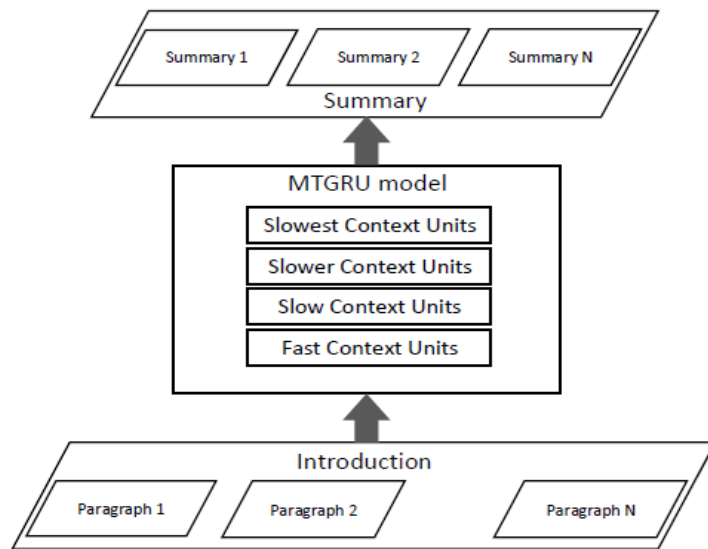 Summary 1 Summary 2 Summary N
Summary
MTGRU model
Slowest Context Units
Slower Context Units
Slow Context Units
Fast Context Units
Introduction
Paragraph 1 Paragraph 2 Paragraph N